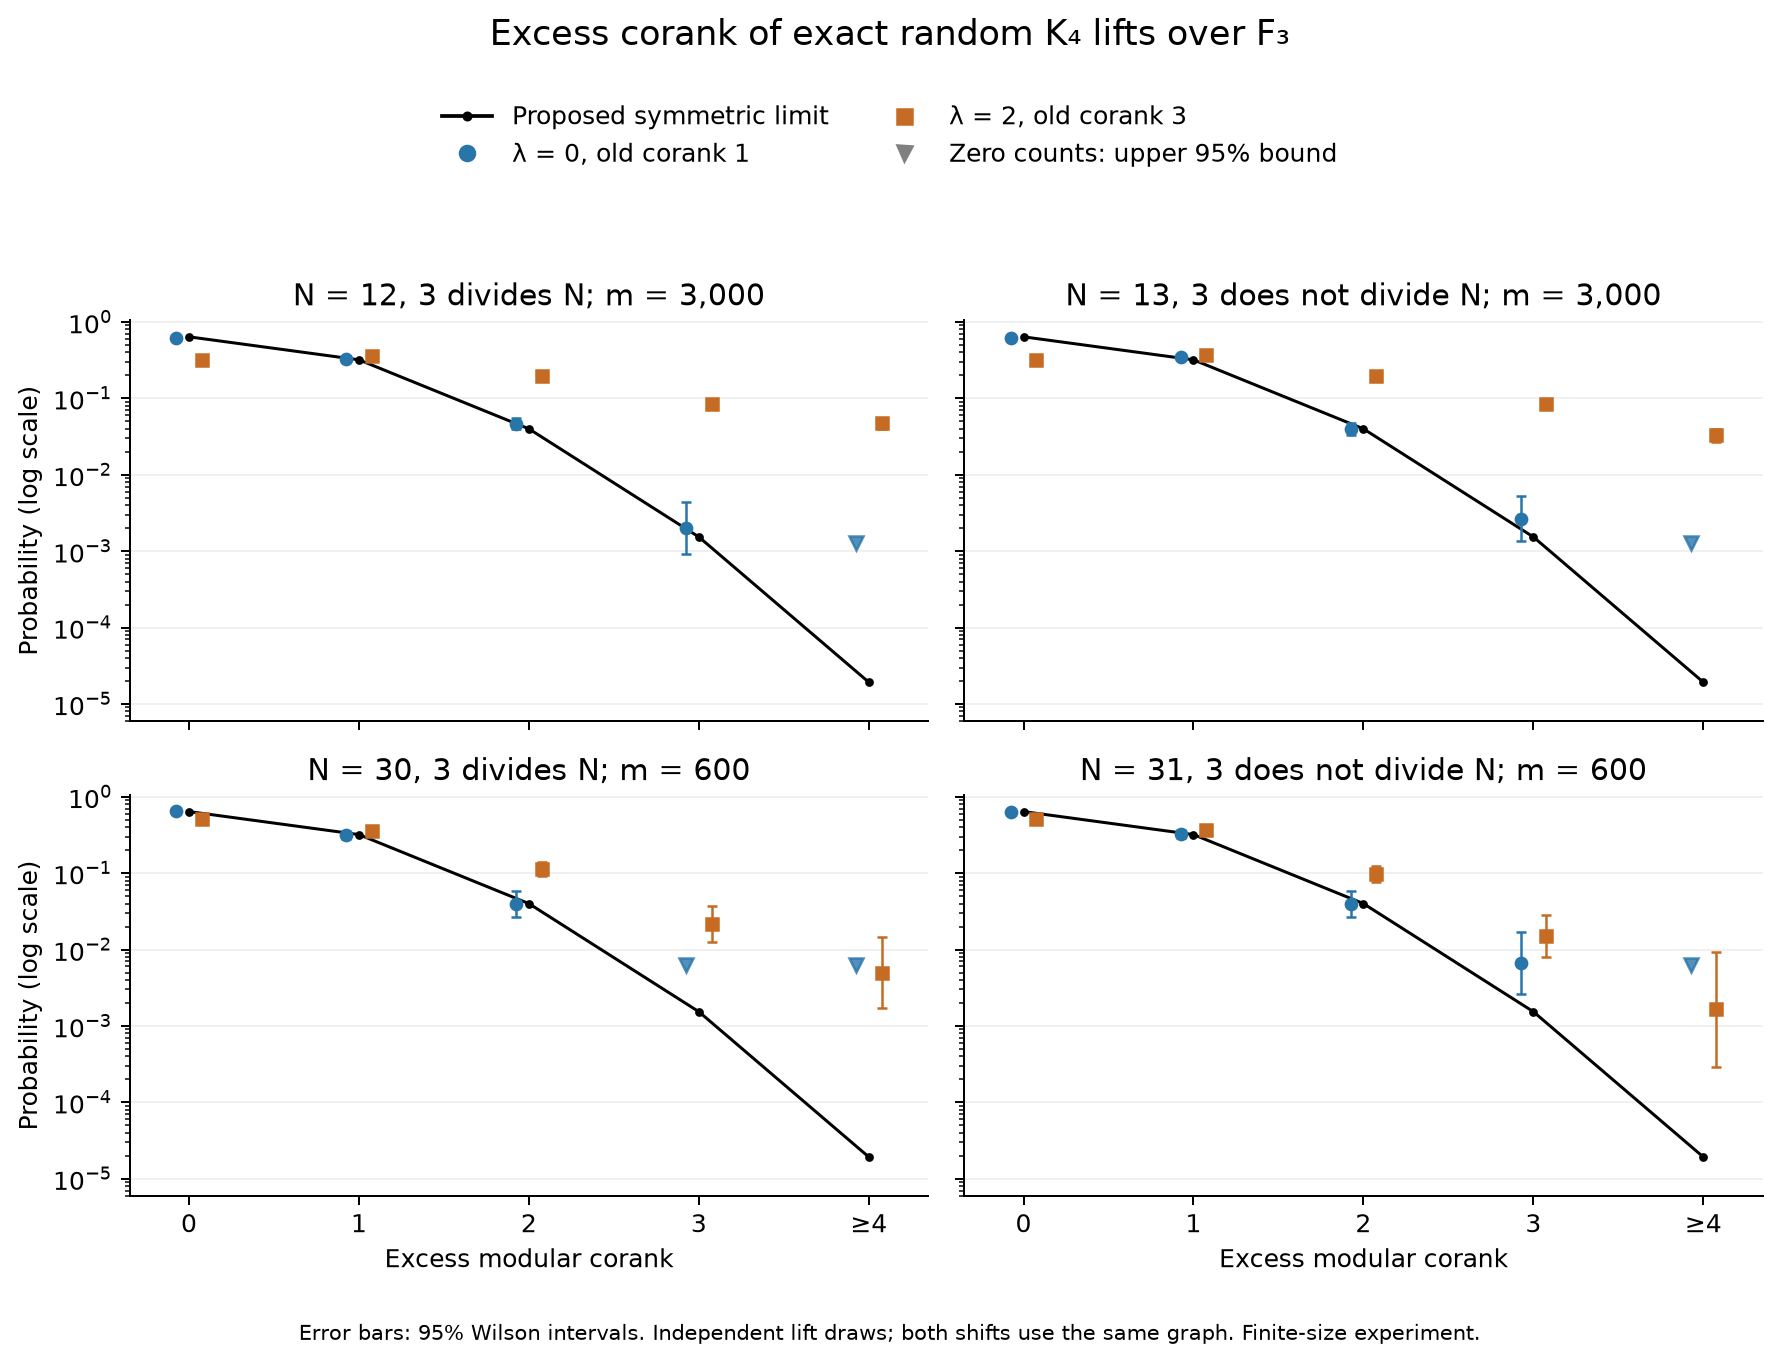 Excess corank of exact random K₄ lifts over F₃
Proposed symmetric limit
λ = 0, old corank 1
λ = 2, old corank 3
Zero counts: upper 95% bound
N = 12, 3 divides N; m = 3,000
N = 13, 3 does not divide N; m = 3,000
Probability (log scale)
10⁰
10⁻¹
10⁻²
10⁻³
10⁻⁴
10⁻⁵
N = 30, 3 divides N; m = 600
N = 31, 3 does not divide N; m = 600
Probability (log scale)
10⁰
10⁻¹
10⁻²
10⁻³
10⁻⁴
10⁻⁵
0 1 2 3 ≥4
0 1 2 3 ≥4
Excess modular corank
Excess modular corank
Error bars: 95% Wilson intervals. Independent lift draws; both shifts use the same graph. Finite-size experiment.